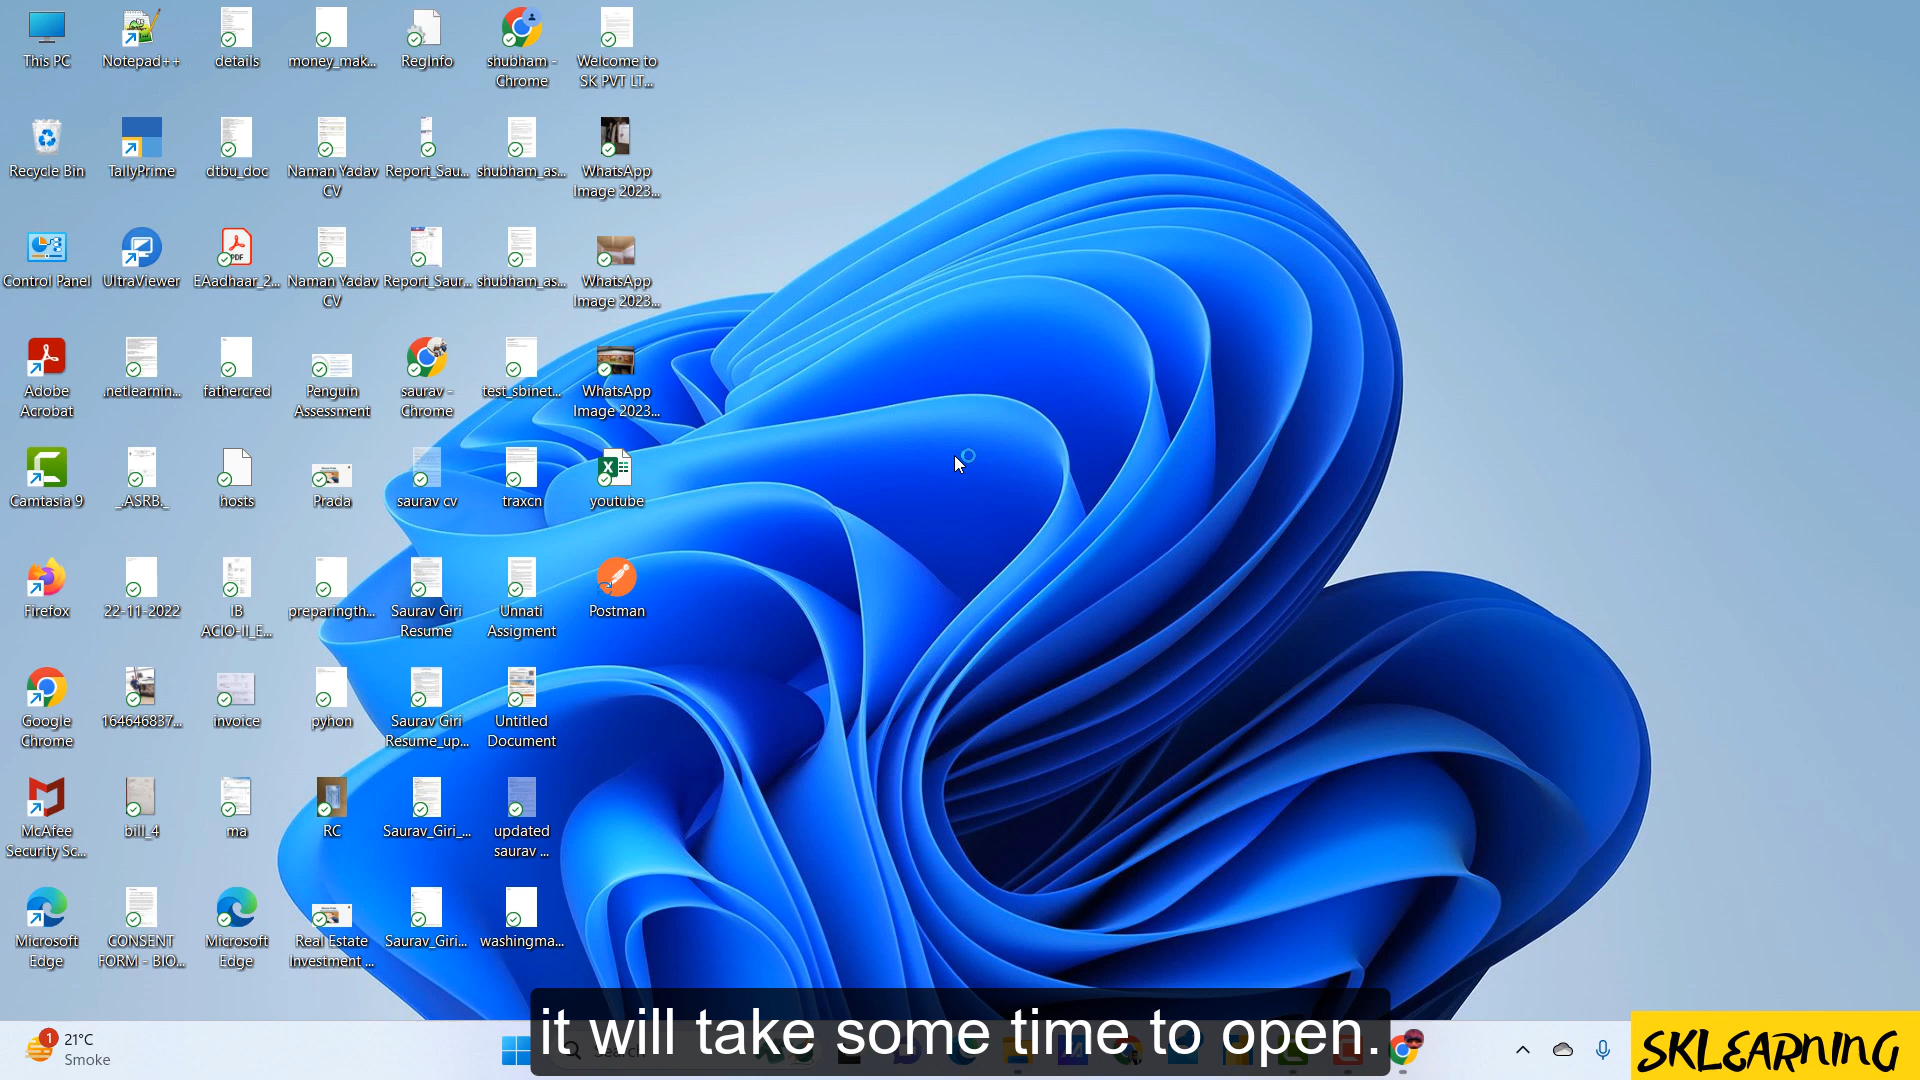 This PC
Notepad++
details
money_mak...
RegInfo
shubham -
Chrome
Welcome to
SK PVT LT...
Recycle Bin
TallyPrime
dtbu_doc
Naman Yadav
CV
Report_Sau...
shubham_as...
WhatsApp
Image 2023...
Control Panel
UltraViewer
EAadhaar_2...
Naman Yadav
CV
Report_Saur...
shubham_as...
WhatsApp
Image 2023...
Adobe
Acrobat
.netlearnin...
fathercred
Penguin
Assessment
saurav -
Chrome
test_sbinet...
WhatsApp
Image 2023...
Camtasia 9
_.ASRB._
hosts
Prada
saurav cv
traxcn
youtube
Firefox
22-11-2022
IB
ACIO-II_E...
preparingth...
Saurav Giri
Resume
Unnati
Assigment
Postman
Google
Chrome
164646837...
invoice
pyhon
Saurav Giri
Resume_up...
Untitled
Document
McAfee
Security Sc...
bill_4
ma
RC
Saurav_Giri_...
updated
saurav ...
Microsoft
Edge
CONSENT
FORM - BIO...
Microsoft
Edge
Real Estate
Investment ...
Saurav_Giri...
washingma...
it will take some time to open.
1
21°C
Smoke
SKLEARNING